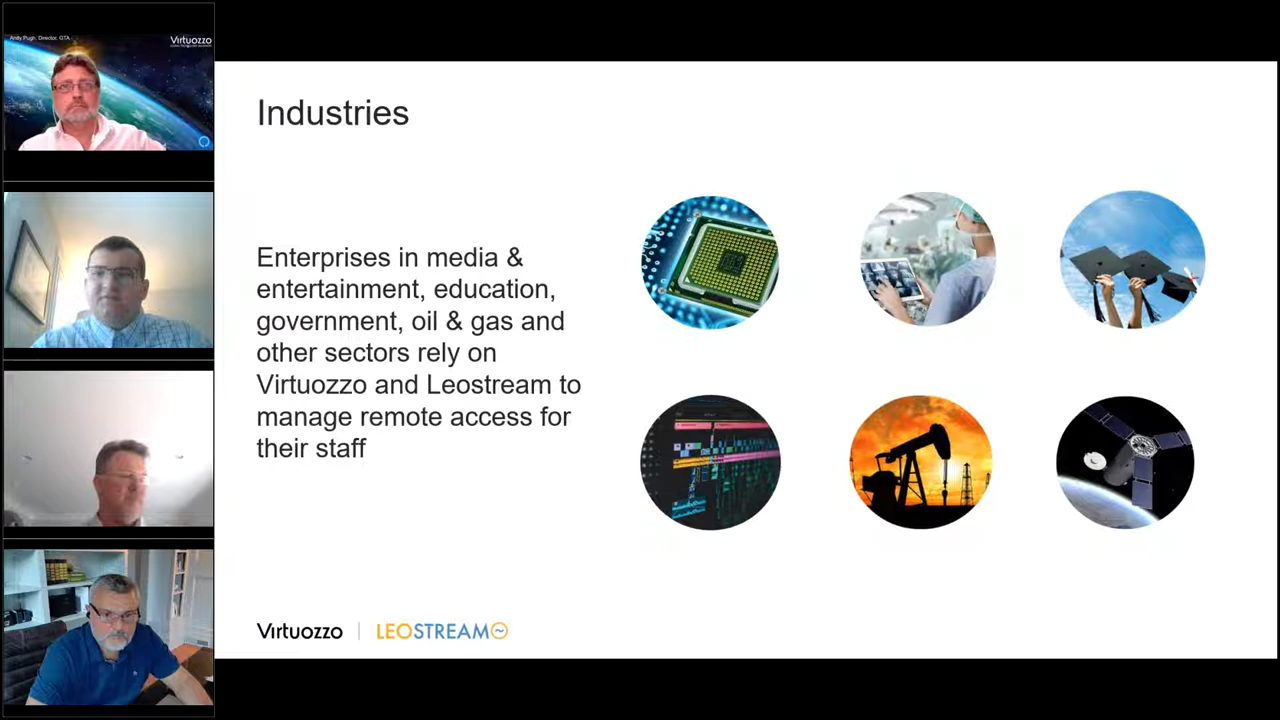 Andy Pugh, Director, GTA
Virtuozzo
Industries
Enterprises in media &
entertainment, education,
government, oil & gas and
other sectors rely on
Virtuozzo and Leostream to
manage remote access for
their staff
Virtuozzo | LEOSTREAM